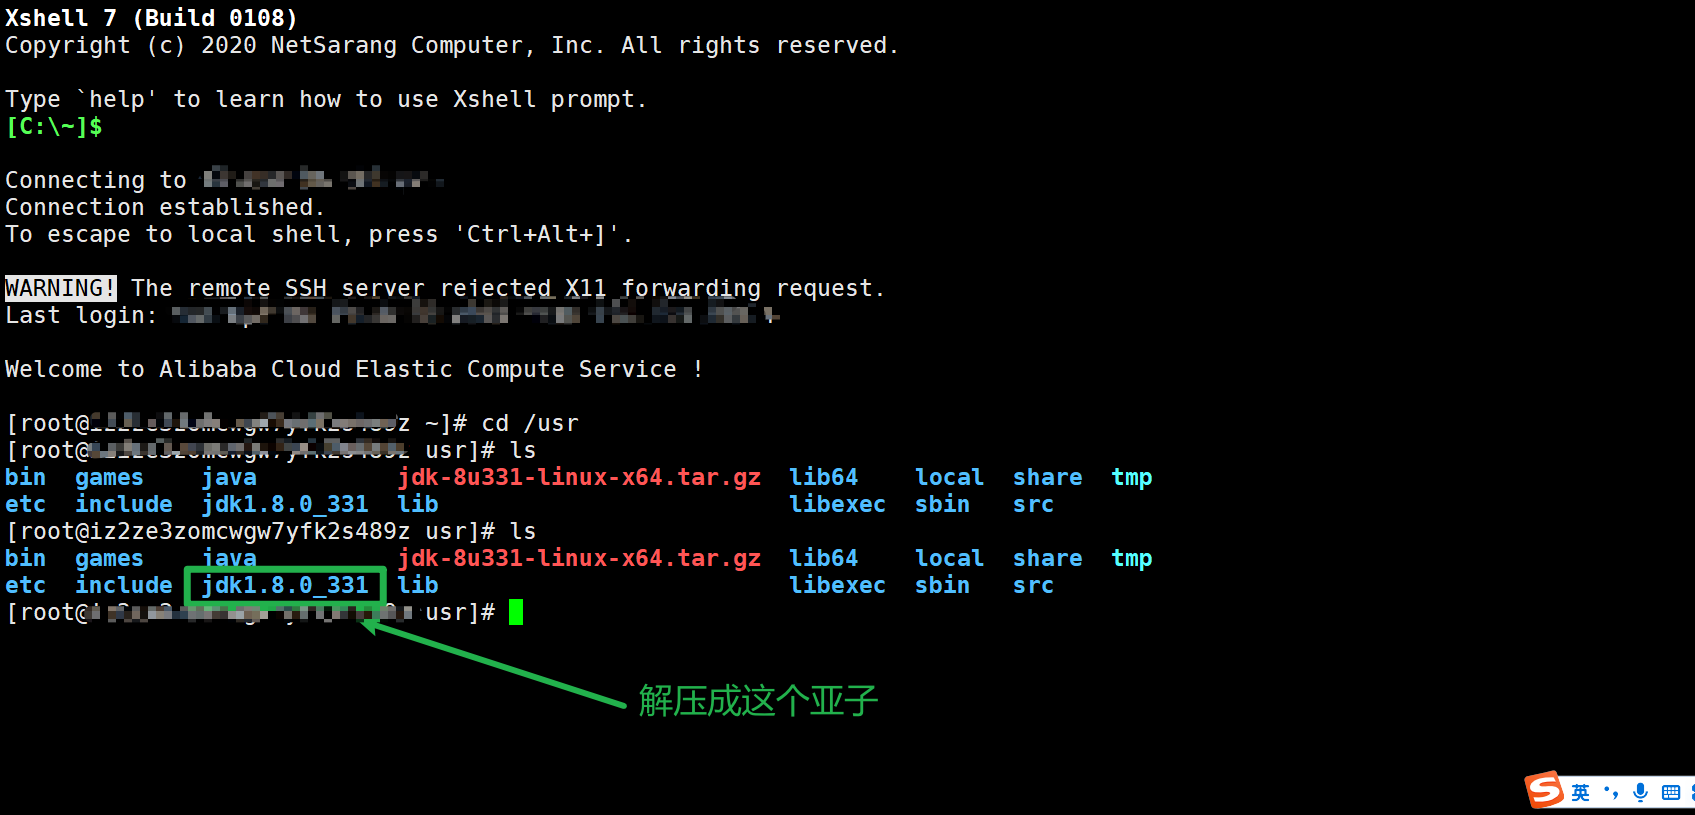 Xshell 7 (Build 0108)
Copyright (c) 2020 NetSarang Computer, Inc. All rights reserved.
Type `help' to learn how to use Xshell prompt.
[C:\~]$
Connecting to
Connection established.
To escape to local shell, press 'Ctrl+Alt+]'.
WARNING! The remote SSH server rejected X11 forwarding request.
Last login:
Welcome to Alibaba Cloud Elastic Compute Service !
[root@ ~]# cd /usr
[root@ usr]# ls
bin games java jdk-8u331-linux-x64.tar.gz lib64 local share tmp
etc include jdk1.8.0_331 lib libexec sbin src
[root@iz2ze3zomcwgw7yfk2s489z usr]# ls
bin games java jdk-8u331-linux-x64.tar.gz lib64 local share tmp
etc include jdk1.8.0_331 lib libexec sbin src
[root@ usr]#
解压成这个亚子
英